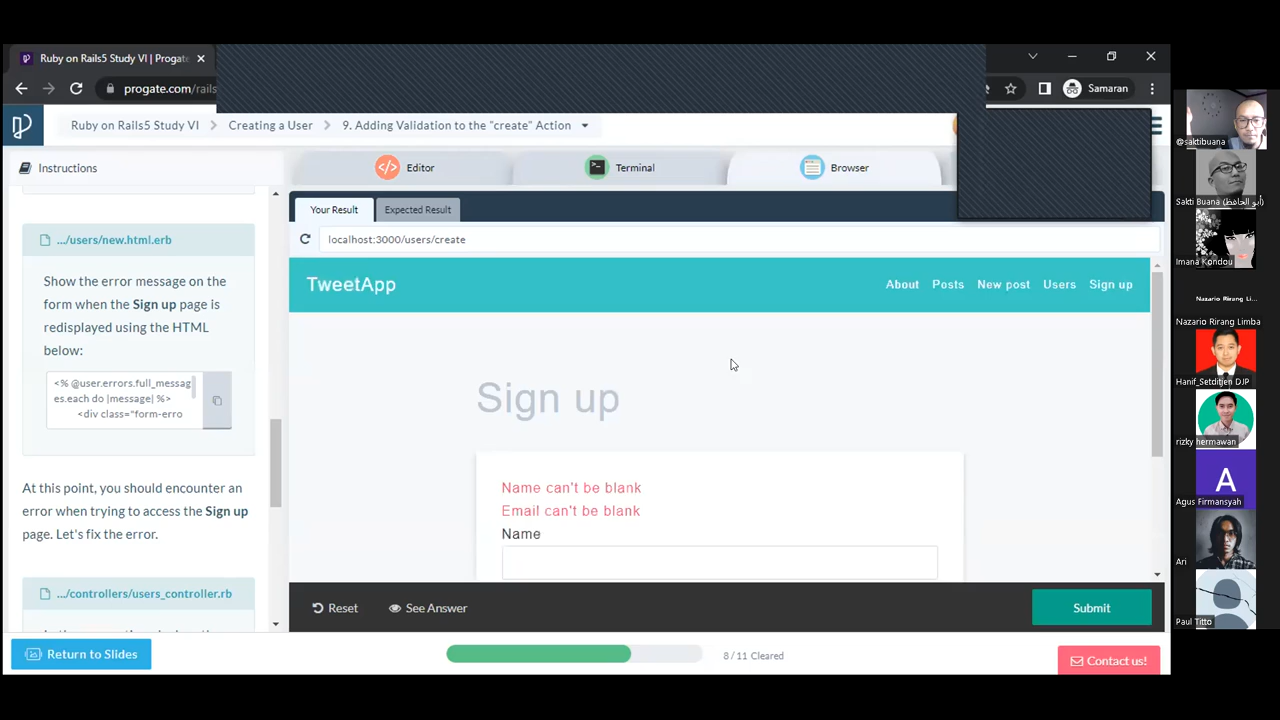 Ruby on Rails5 Study VI | Progate
progate.com/rails
Samaran
Ruby on Rails5 Study VI > Creating a User > 9. Adding Validation to the "create" Action
Instructions
Editor
Terminal
Browser
Your Result
Expected Result
localhost:3000/users/create
.../users/new.html.erb
Show the error message on the
form when the Sign up page is
redisplayed using the HTML
below:
<% @user.errors.full_messag
es.each do |message| %>
<div class="form-erro
At this point, you should encounter an
error when trying to access the Sign up
page. Let's fix the error.
.../controllers/users_controller.rb
TweetApp
About
Posts
New post
Users
Sign up
Sign up
Name can't be blank
Email can't be blank
Name
Reset
See Answer
Submit
Return to Slides
8 / 11 Cleared
Contact us!
@saktibuana
Sakti Buana (أبو الحافظ)
Imana Kondou
Nazario Rirang Li...
Nazario Rirang Limba
Hanif_Setditjen DJP
rizky hermawan
A
Agus Firmansyah
Ari
Paul Titto